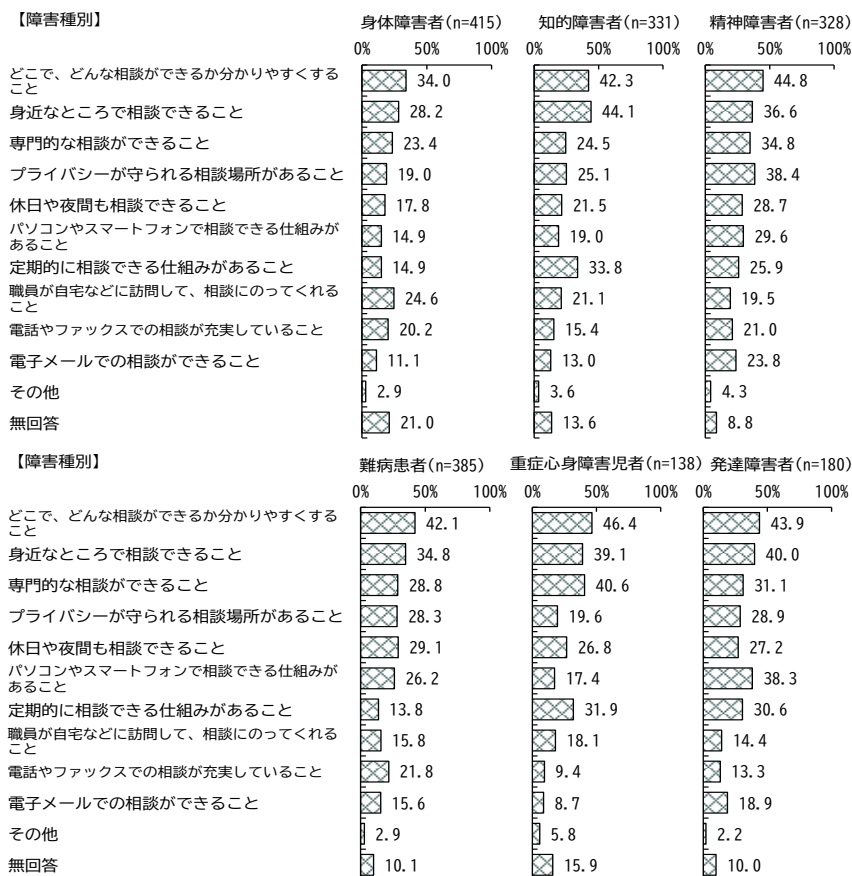 【障害種別】
身体障害者(n=415) 知的障害者(n=331) 精神障害者(n=328)
0% 50% 100% 0% 50% 100% 0% 50% 100%
どこで、どんな相談ができるか分かりやすくする
こと
34.0 42.3 44.8
身近なところで相談できること 28.2 44.1 36.6
専門的な相談ができること 23.4 24.5 34.8
プライバシーが守られる相談場所があること 19.0 25.1 38.4
休日や夜間も相談できること 17.8 21.5 28.7
パソコンやスマートフォンで相談できる仕組みが
あること
14.9 19.0 29.6
定期的に相談できる仕組みがあること 14.9 33.8 25.9
職員が自宅などに訪問して、相談にのってくれる
こと
24.6 21.1 19.5
電話やファックスでの相談が充実していること 20.2 15.4 21.0
電子メールでの相談ができること 11.1 13.0 23.8
その他 2.9 3.6 4.3
無回答 21.0 13.6 8.8
【障害種別】
難病患者(n=385) 重症心身障害児者(n=138) 発達障害者(n=180)
0% 50% 100% 0% 50% 100% 0% 50% 100%
どこで、どんな相談ができるか分かりやすくする
こと
42.1 46.4 43.9
身近なところで相談できること 34.8 39.1 40.0
専門的な相談ができること 28.8 40.6 31.1
プライバシーが守られる相談場所があること 28.3 19.6 28.9
休日や夜間も相談できること 29.1 26.8 27.2
パソコンやスマートフォンで相談できる仕組みが
あること
26.2 17.4 38.3
定期的に相談できる仕組みがあること 13.8 31.9 30.6
職員が自宅などに訪問して、相談にのってくれる
こと
15.8 18.1 14.4
電話やファックスでの相談が充実していること 21.8 9.4 13.3
電子メールでの相談ができること 15.6 8.7 18.9
その他 2.9 5.8 2.2
無回答 10.1 15.9 10.0